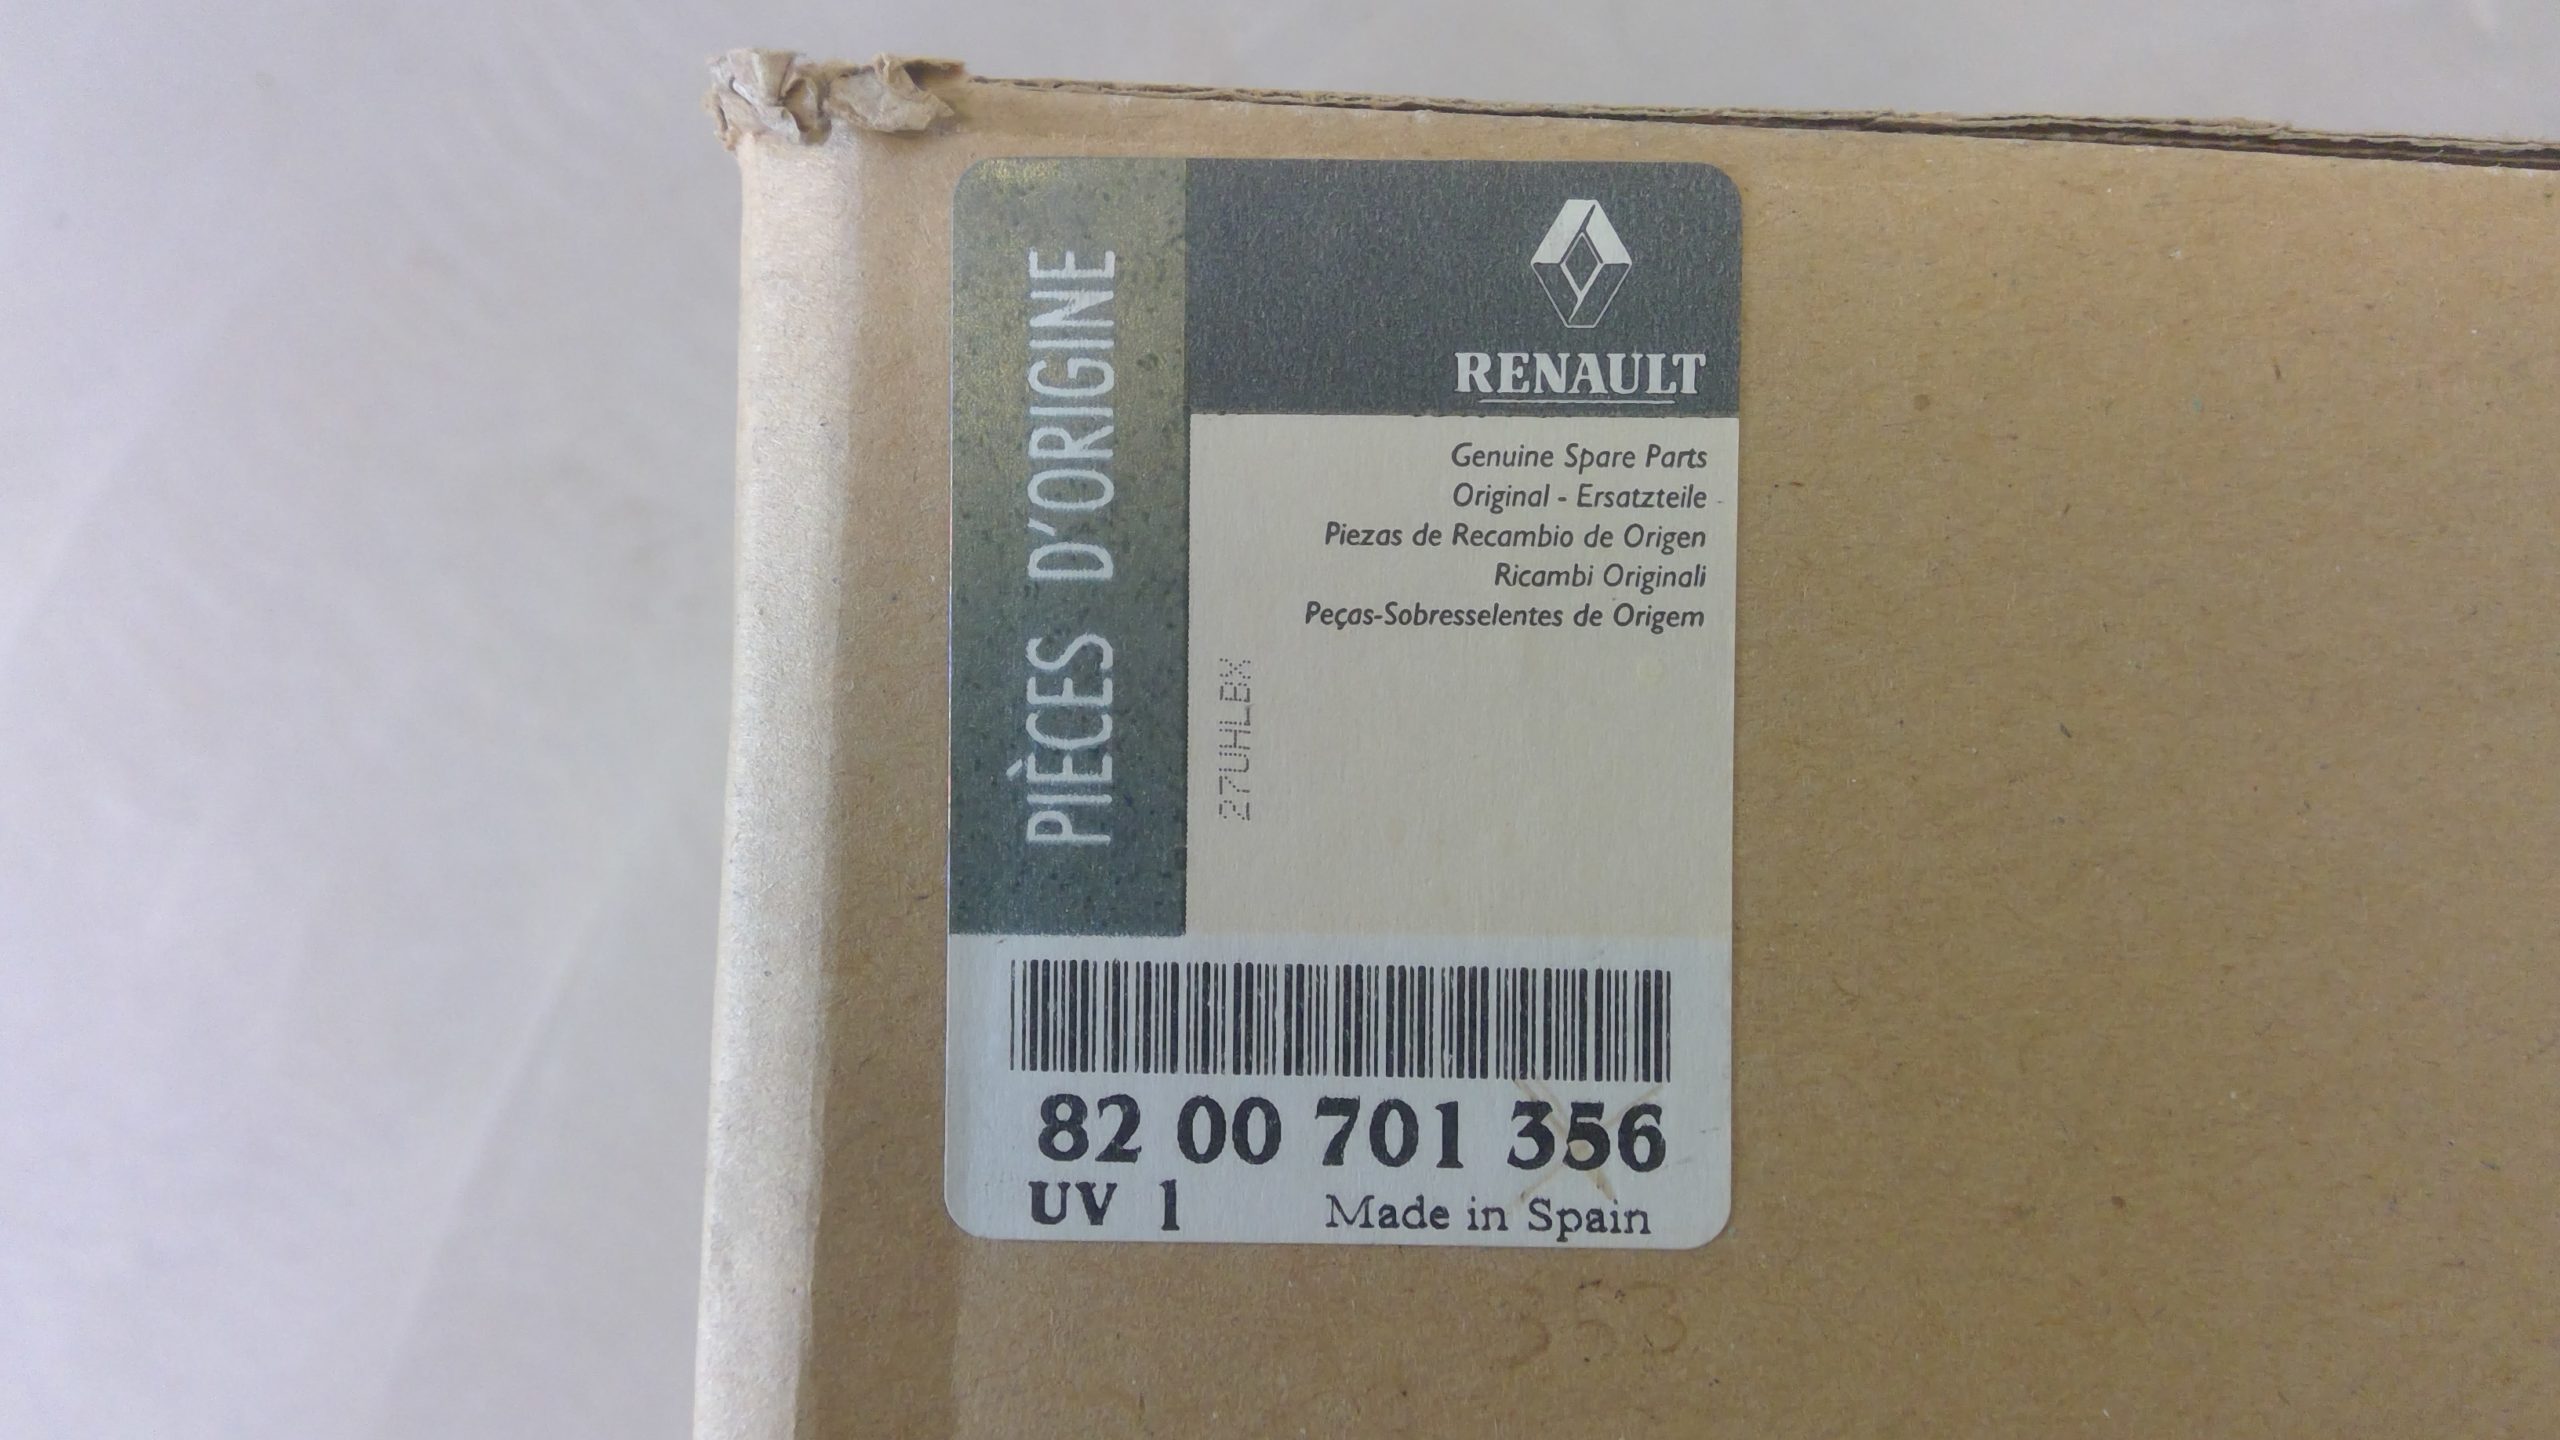 PIÈCES D'ORIGINE
RENAULT
Genuine Spare Parts
Original - Ersatzteile
Piezas de Recambio de Origen
Ricambi Originali
Peças-Sobresselentes de Origem
27UHLBX
82 00 701 356
UV 1 Made in Spain
353